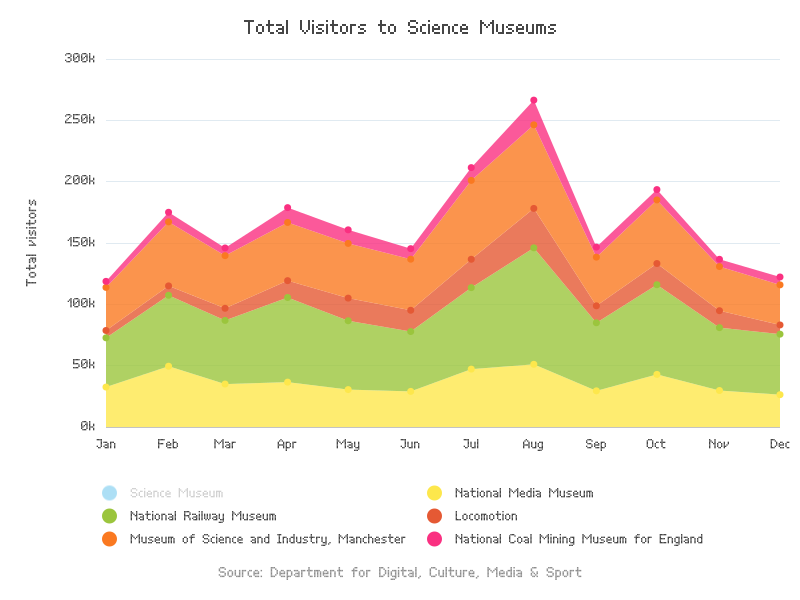 Total Visitors to Science Museums
300k
250k
200k
150k
100k
50k
0k
Total visitors
Jan Feb Mar Apr May Jun Jul Aug Sep Oct Nov Dec
Science Museum
National Media Museum
National Railway Museum
Locomotion
Museum of Science and Industry, Manchester
National Coal Mining Museum for England
Source: Department for Digital, Culture, Media & Sport